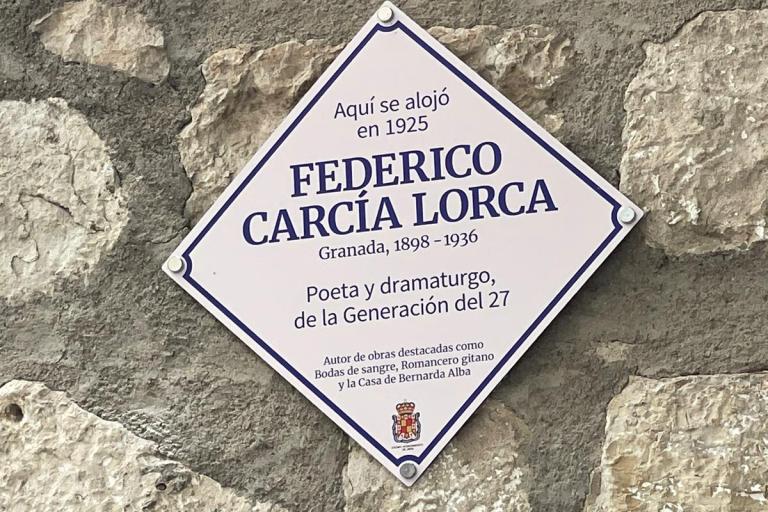 Aquí se alojó
en 1925
FEDERICO
CARCÍA LORCA
Granada, 1898 - 1936
Poeta y dramaturgo,
de la Generación del 27
Autor de obras destacadas como
Bodas de sangre, Romancero gitano
y la Casa de Bernarda Alba